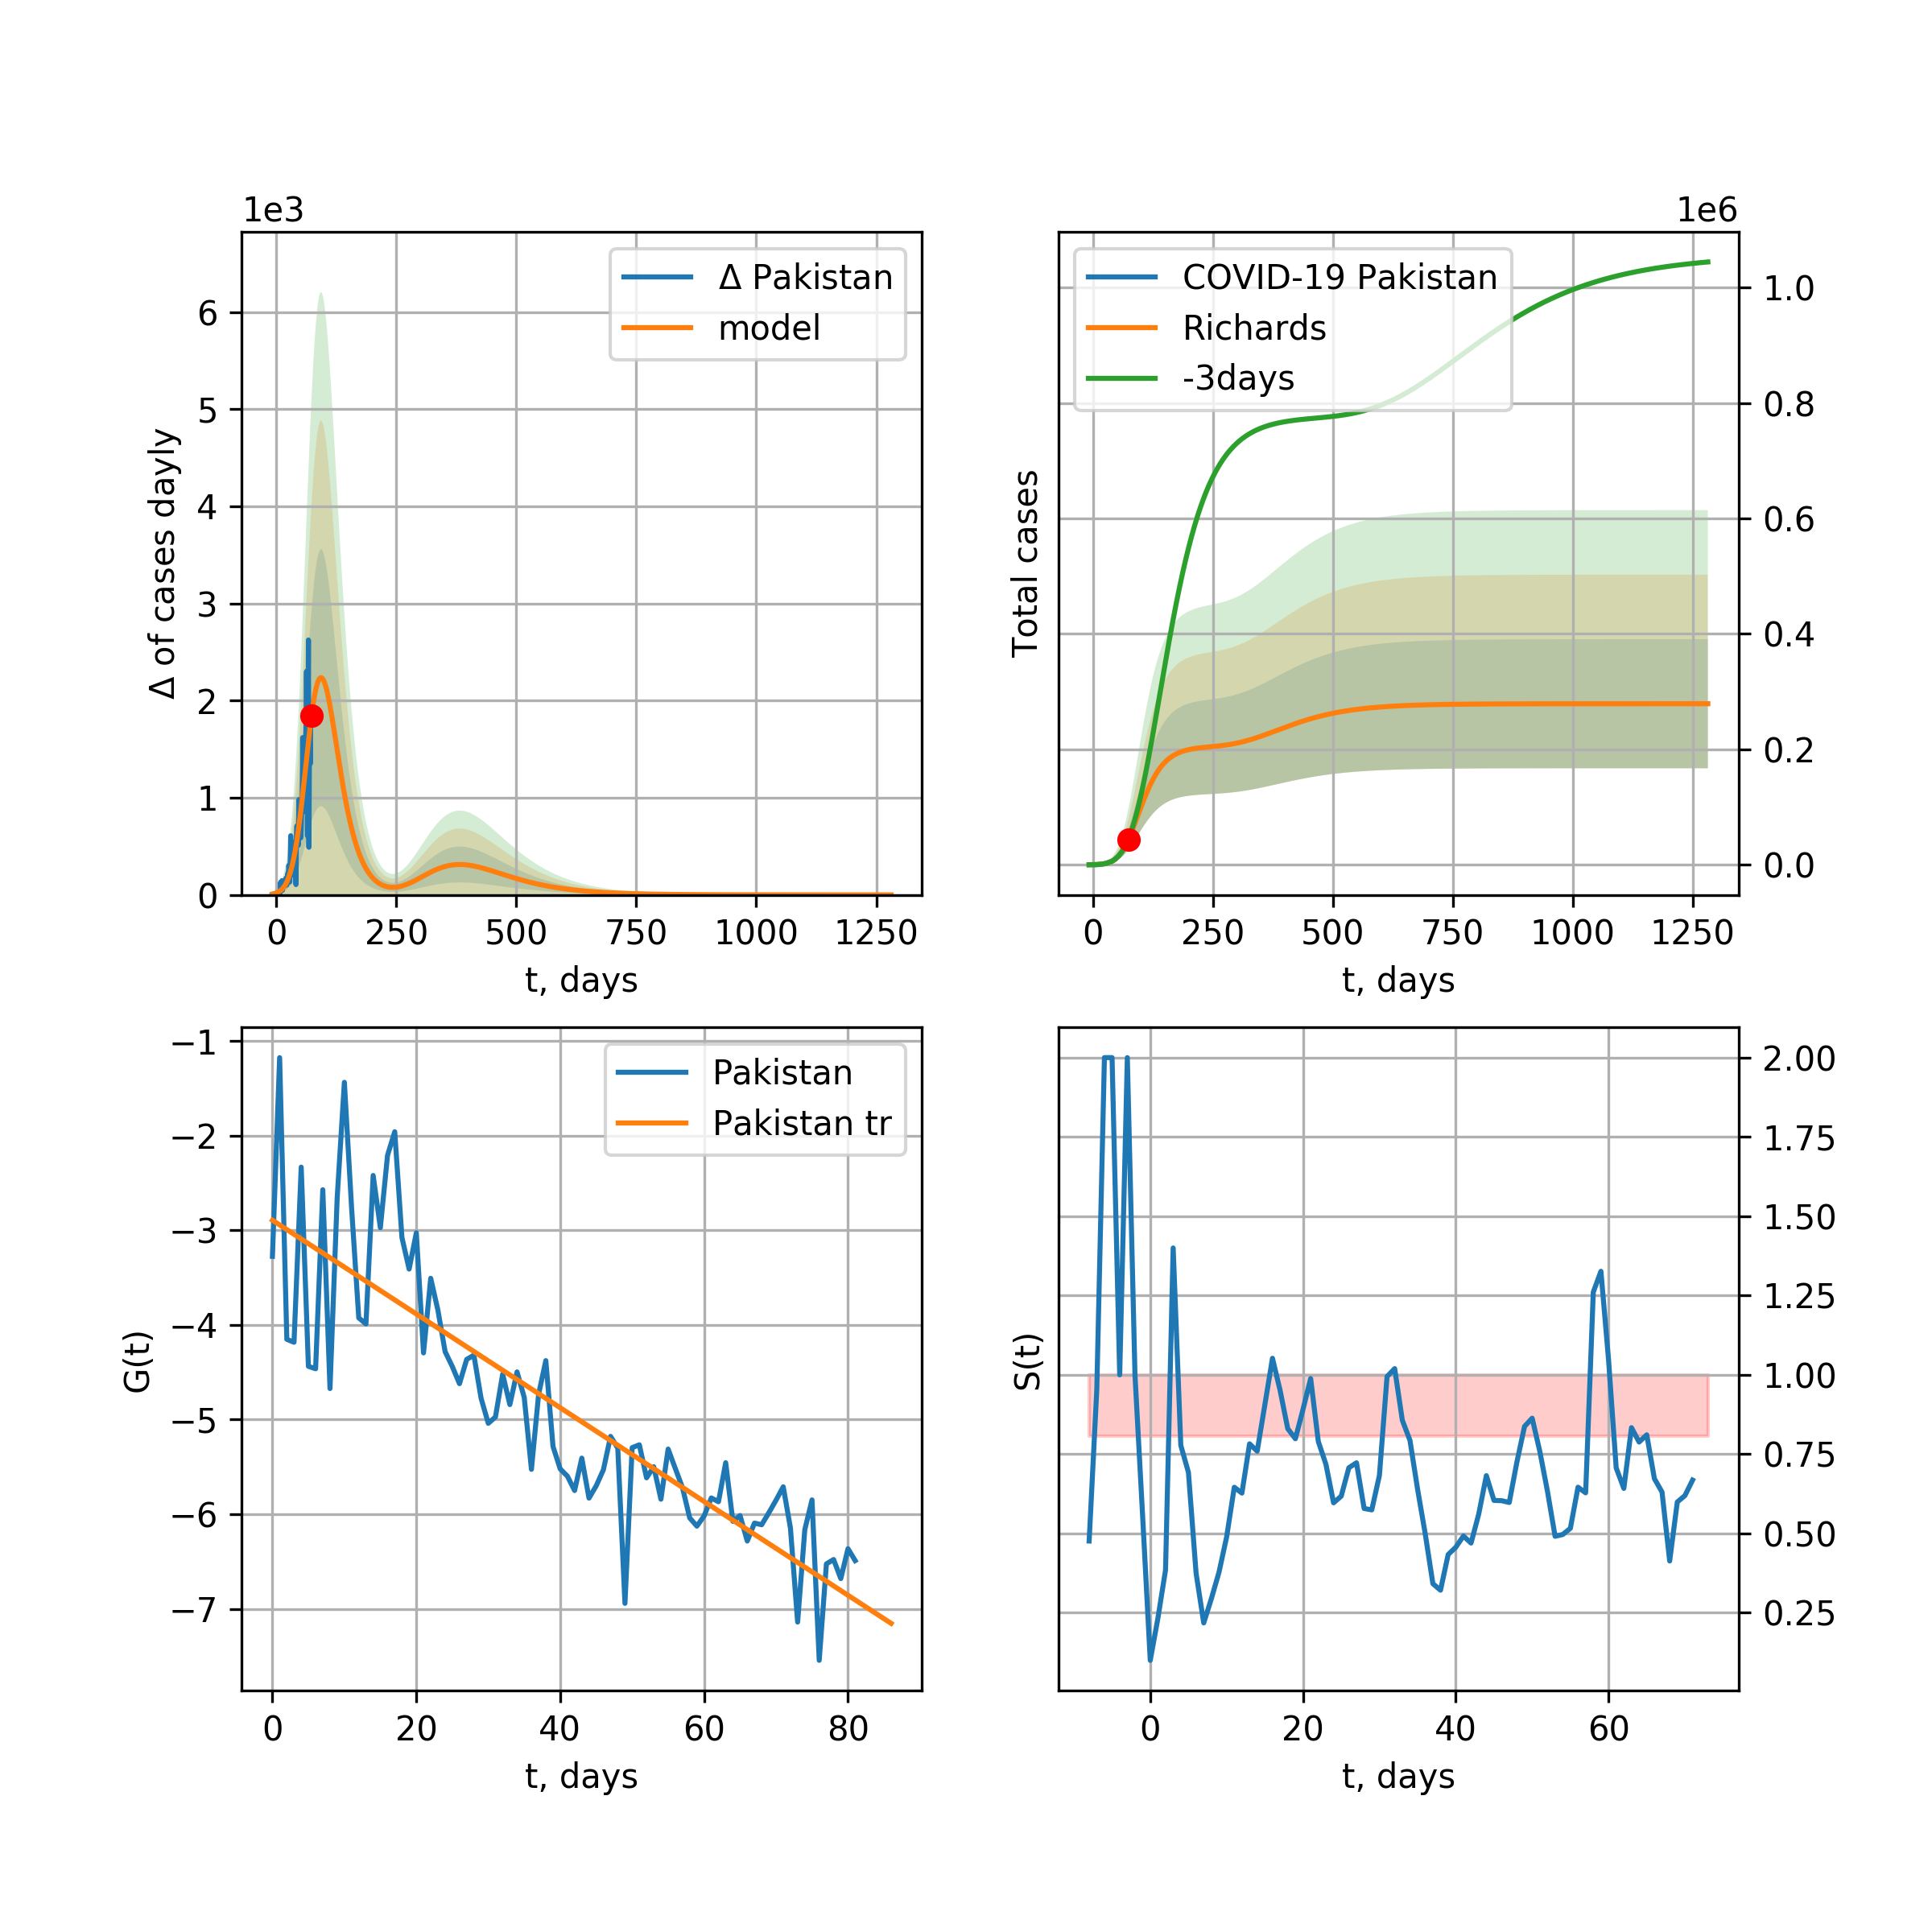 1e3
Δ Pakistan
model
6
5
4
3
2
1
0
Δ of cases dayly
0 250 500 750 1000 1250
t, days
1e6
COVID-19 Pakistan
Richards
-3days
1.0
0.8
0.6
0.4
0.2
0.0
Total cases
0 250 500 750 1000 1250
t, days
Pakistan
Pakistan tr
−1
−2
−3
−4
−5
−6
−7
G(t)
0 20 40 60 80
t, days
2.00
1.75
1.50
1.25
1.00
0.75
0.50
0.25
S(t)
0 20 40 60
t, days